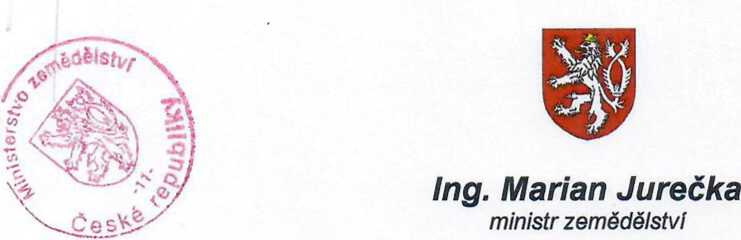 Ministerstvo zemědělství
České republiky
-11-
Ing. Marian Jurečka
ministr zemědělství